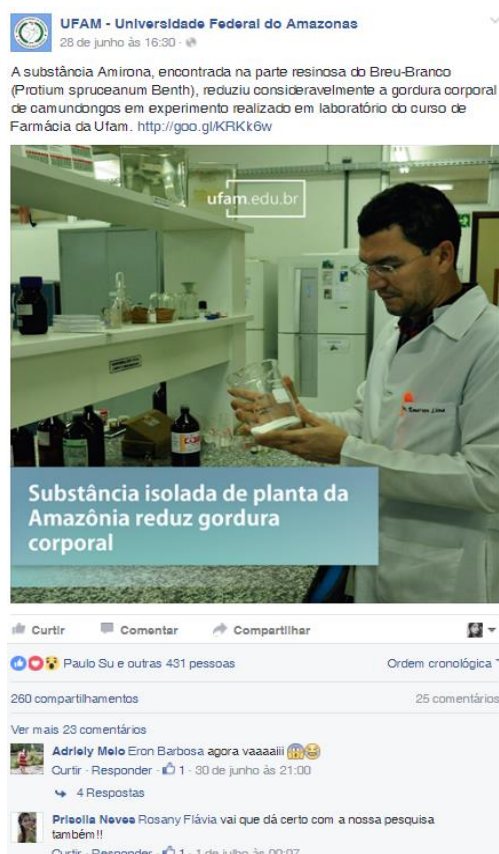 UFAM - Universidade Federal do Amazonas
28 de junho às 16:30 ·
A substância Amirona, encontrada na parte resinosa do Breu-Branco
(Protium spruceanum Benth), reduziu consideravelmente a gordura corporal
de camundongos em experimento realizado em laboratório do curso de
Farmácia da Ufam. http://goo.gl/KRKk6w
ufam.edu.br
Emerson Lima
Substância isolada de planta da
Amazônia reduz gordura
corporal
Curtir Comentar Compartilhar
Paulo Su e outras 431 pessoas Ordem cronológica
260 compartilhamentos 25 comentários
Ver mais 23 comentários
Adriely Melo Eron Barbosa agora vaaaaiii
Curtir · Responder · 1 · 30 de junho às 21:00
4 Respostas
Priscila Neves Rosany Flávia vai que dá certo com a nossa pesquisa
também!!
Curtir · Responder · 1 · 1 de julho às 00:07